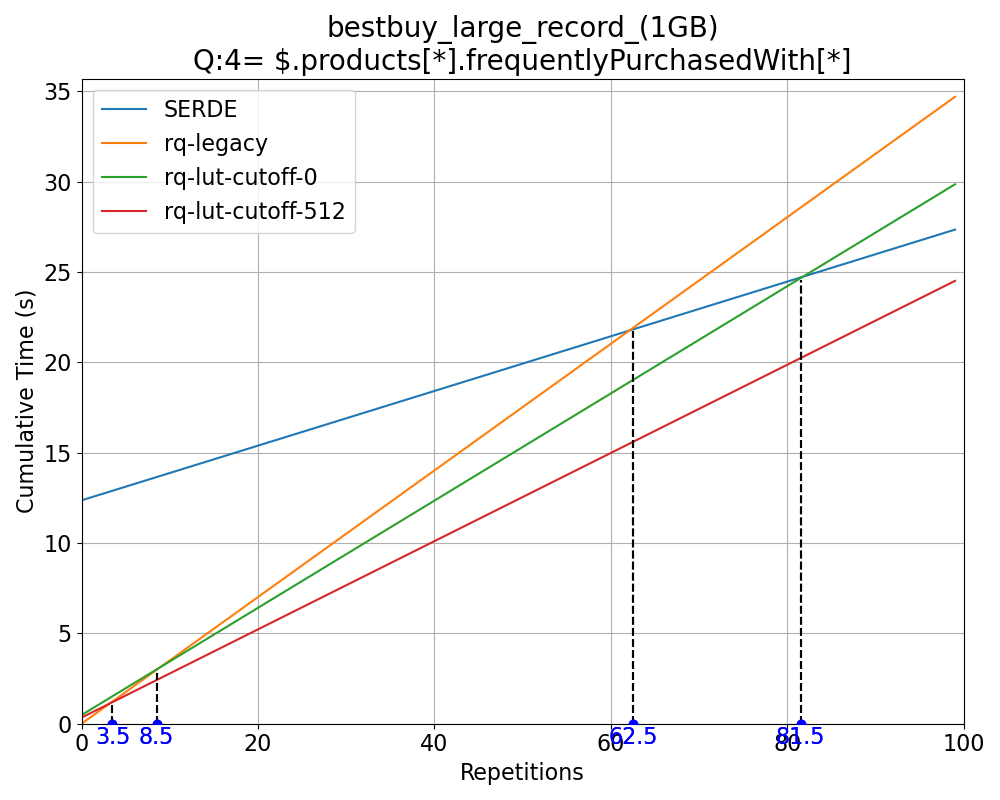 bestbuy_large_record_(1GB)
Q:4= $.products[*].frequentlyPurchasedWith[*]
SERDE
rq-legacy
rq-lut-cutoff-0
rq-lut-cutoff-512
Cumulative Time (s)
35
30
25
20
15
10
5
0
3.5 8.5 62.5 81.5
0 20 40 60 80 100
Repetitions